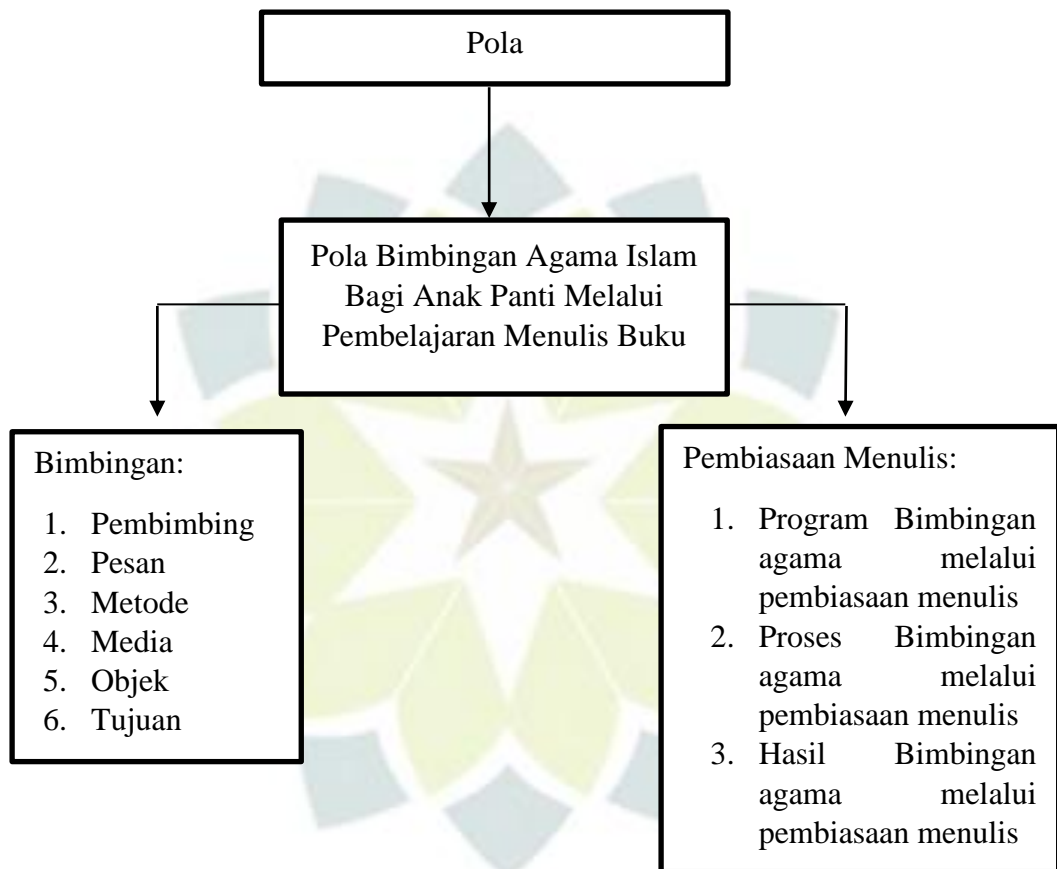 Pola
Pola Bimbingan Agama Islam
Bagi Anak Panti Melalui
Pembelajaran Menulis Buku
Bimbingan:
1. Pembimbing
2. Pesan
3. Metode
4. Media
5. Objek
6. Tujuan
Pembiasaan Menulis:
1. Program Bimbingan
agama melalui
pembiasaan menulis
2. Proses Bimbingan
agama melalui
pembiasaan menulis
3. Hasil Bimbingan
agama melalui
pembiasaan menulis